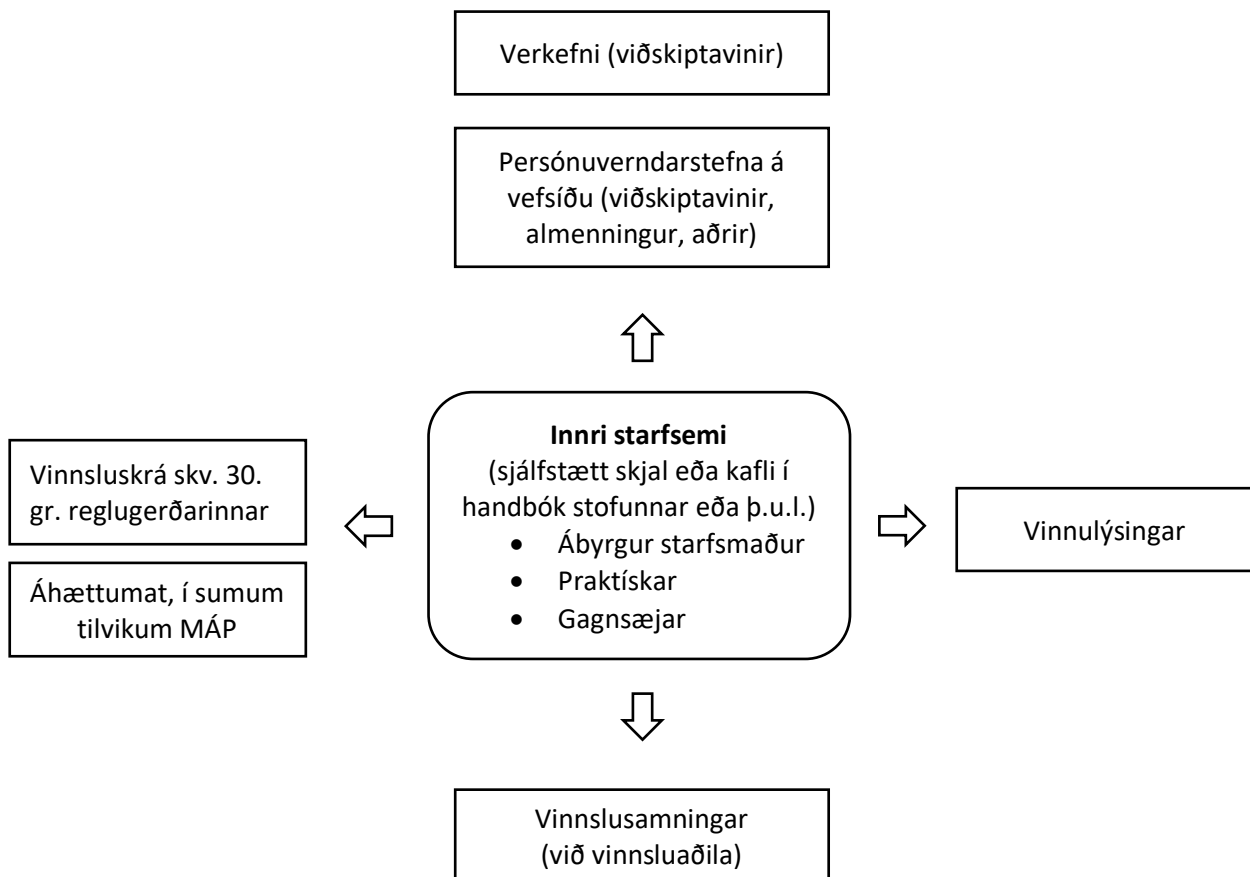 Verkefni (viðskiptavinir)
Persónuverndarstefna á
vefsíðu (viðskiptavinir,
almenningur, aðrir)
Innri starfsemi
(sjálfstætt skjal eða kafli í
handbók stofunnar eða þ.u.l.)
• Ábyrgur starfsmaður
• Praktískar
• Gagnsæjar
Vinnsluskrá skv. 30.
gr. reglugerðarinnar
Áhættumat, í sumum
tilvikum MÁP
Vinnulýsingar
Vinnslusamningar
(við vinnsluaðila)